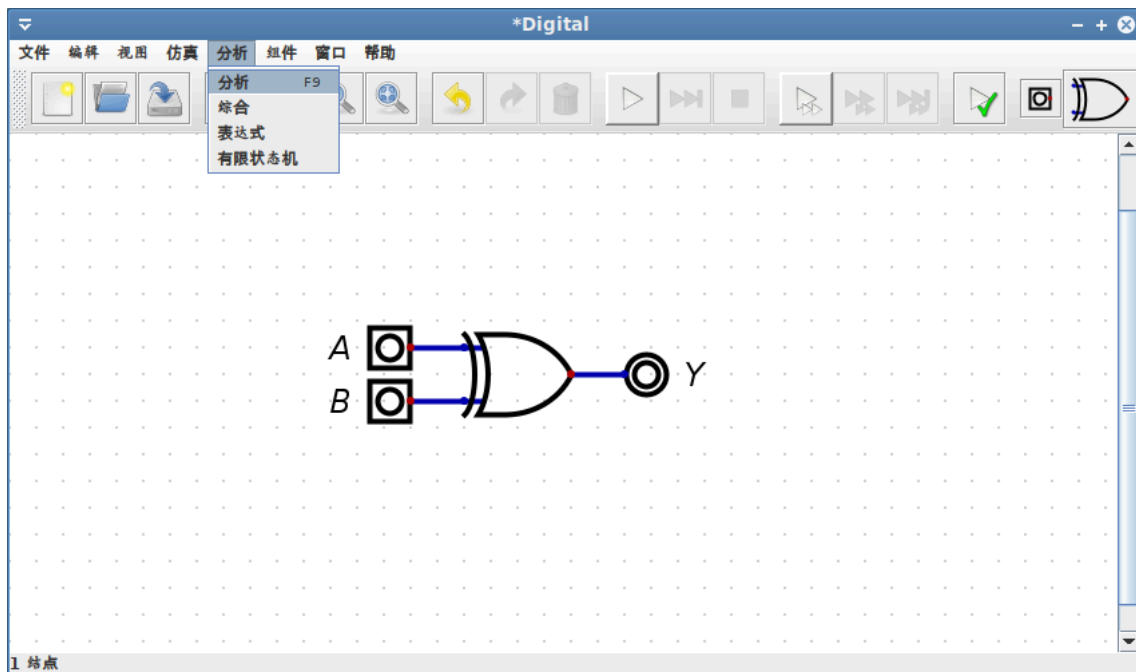 *Digital
文件 编辑 视图 仿真 分析 组件 窗口 帮助
分析 F9
综合
表达式
有限状态机
A
B
Y
1 结点